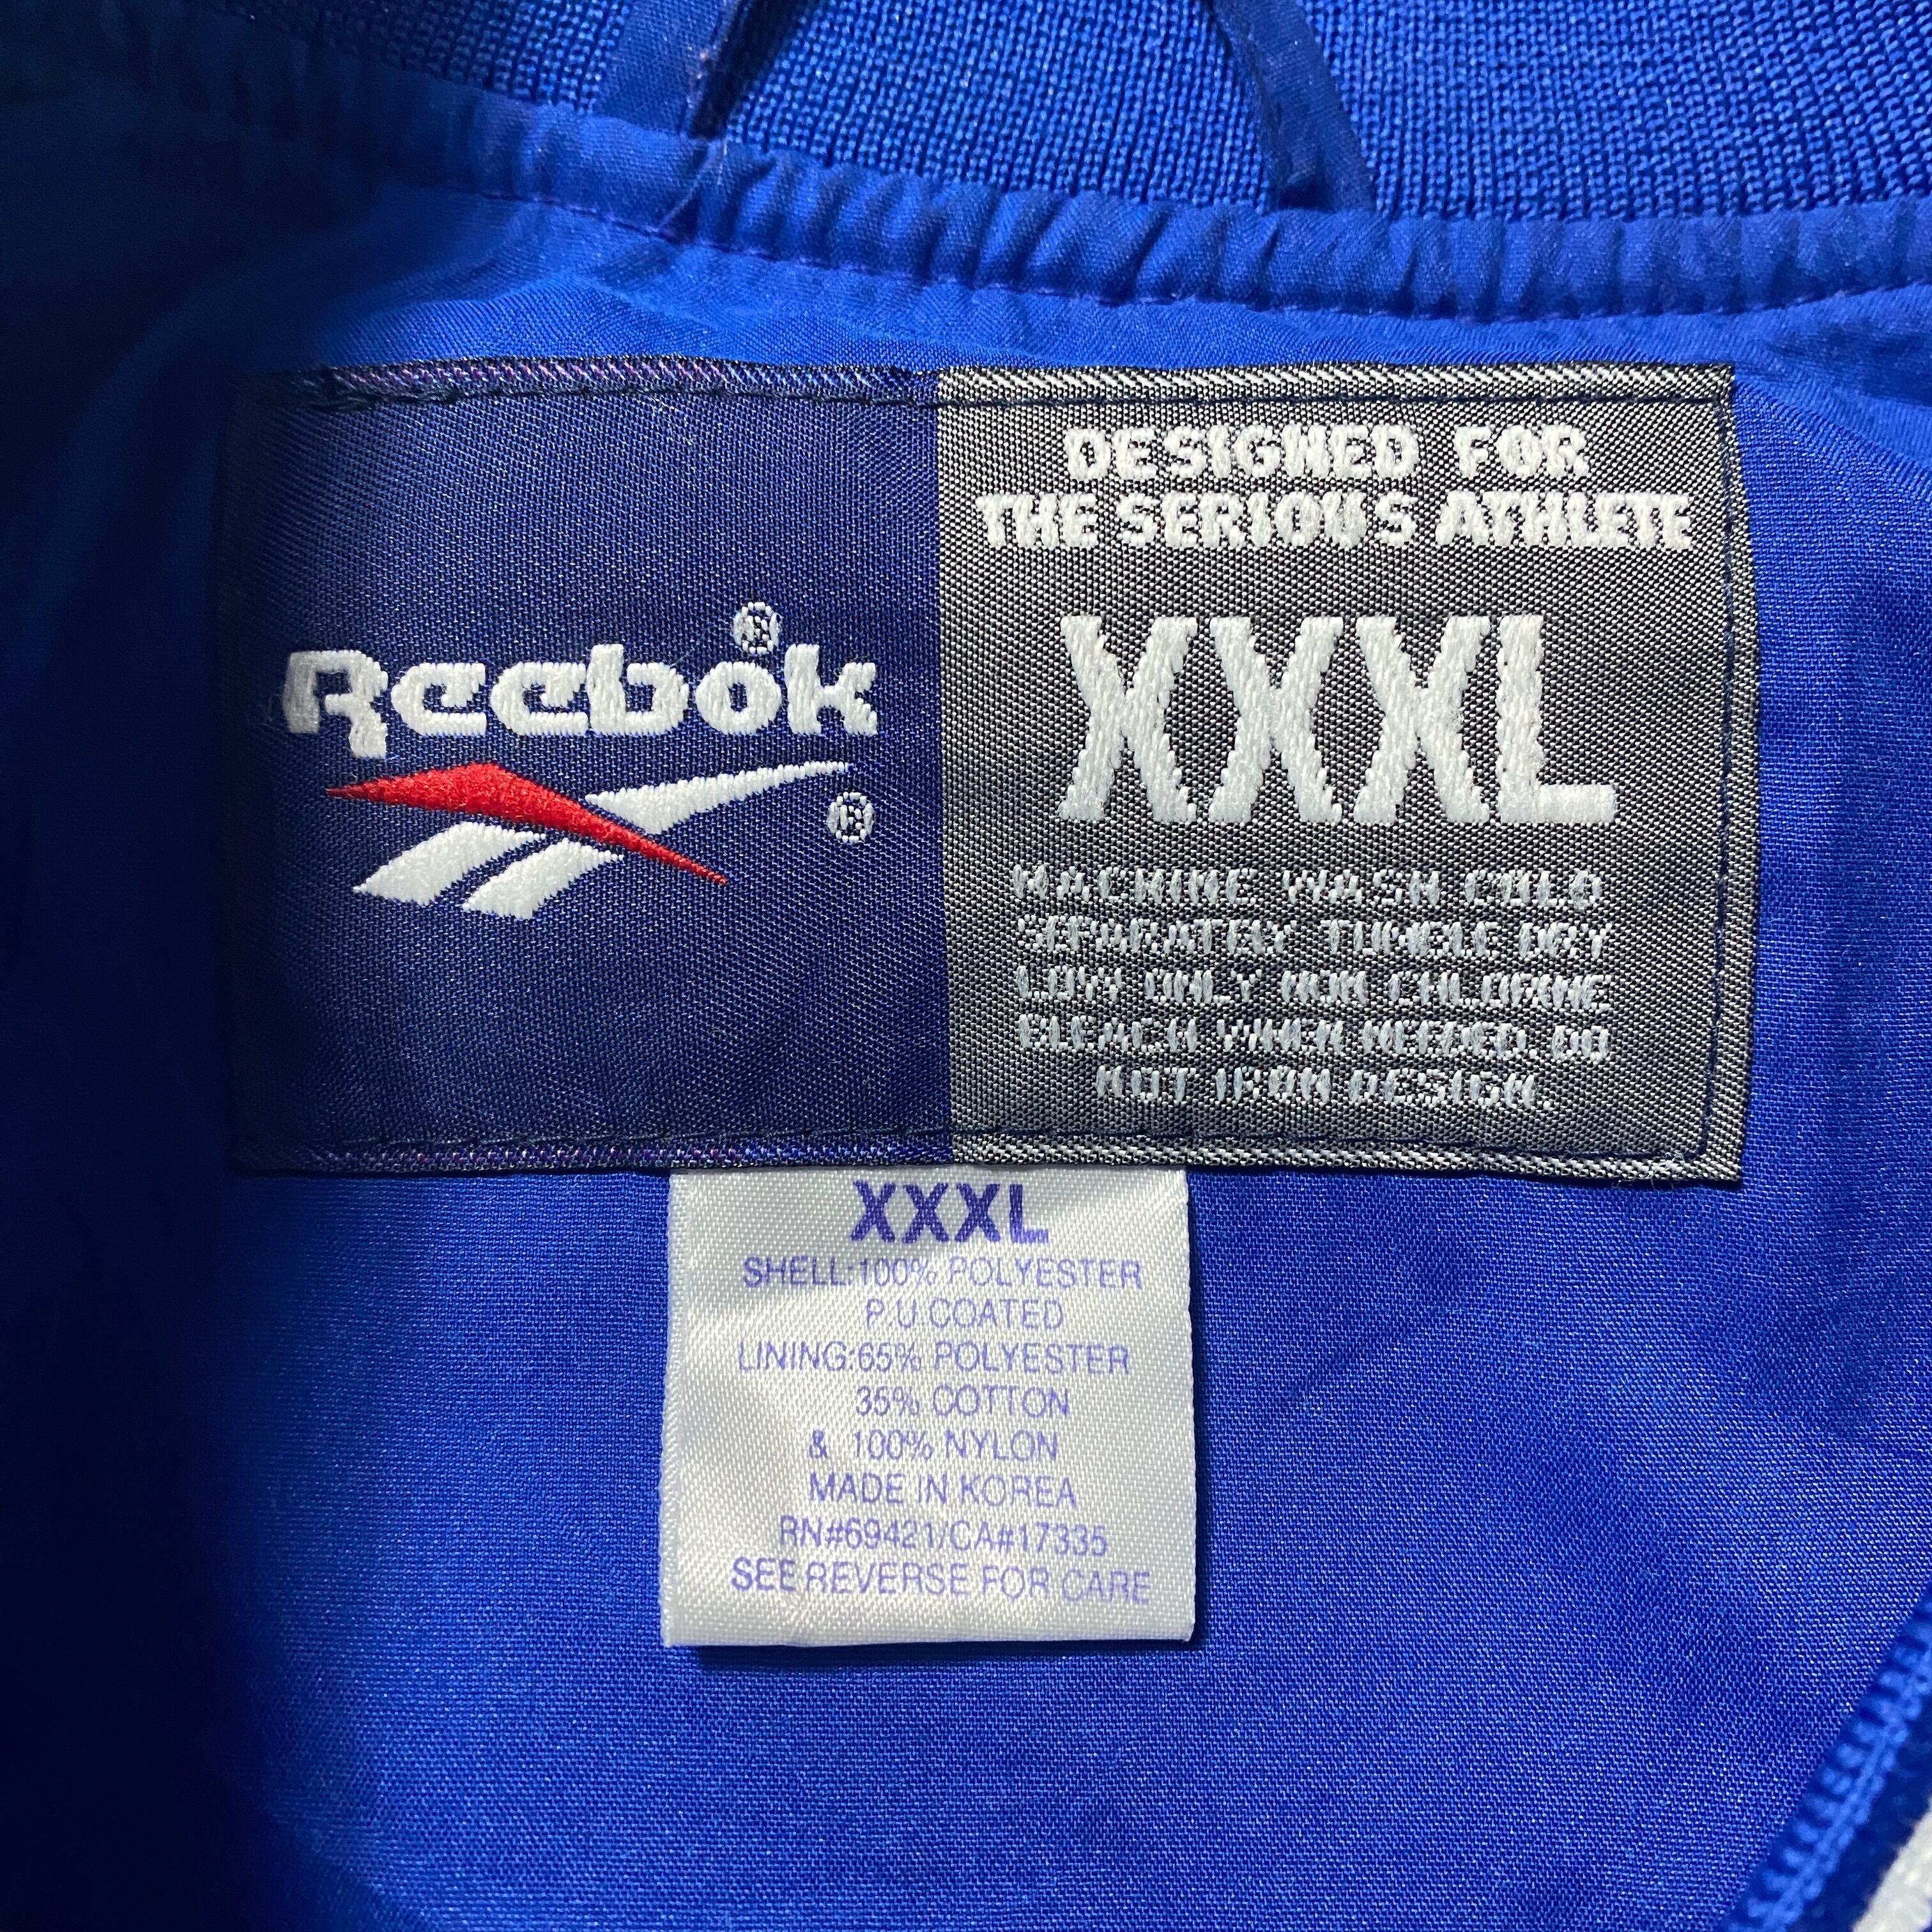 Reebok®
®
DESIGNED FOR
THE SERIOUS ATHLETE
XXXL
MACHINE WASH COLD
SEPARATELY TUMBLE DRY
LOW ONLY NON CHLORINE
BLEACH WHEN NEEDED. DO
NOT IRON DESIGN.
XXXL
SHELL:100% POLYESTER
P.U COATED
LINING:65% POLYESTER
35% COTTON
& 100% NYLON
MADE IN KOREA
RN#69421/CA#17335
SEE REVERSE FOR CARE